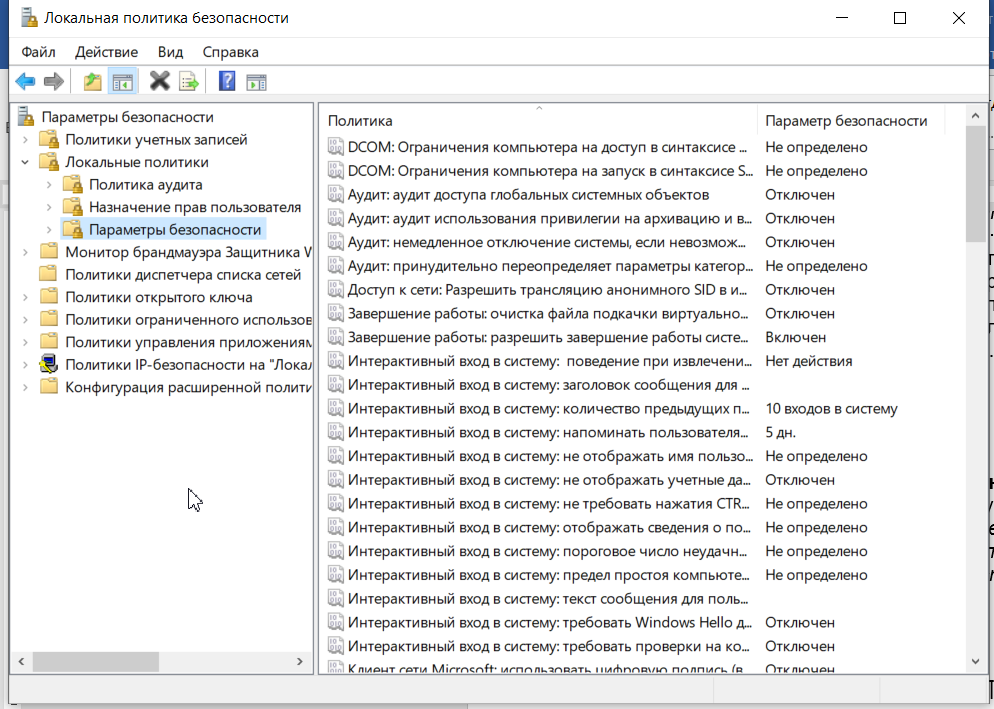 Локальная политика безопасности
Файл Действие Вид Справка
Параметры безопасности
Политики учетных записей
Локальные политики
Политика аудита
Назначение прав пользователя
Параметры безопасности
Монитор брандмауэра Защитника W
Политики диспетчера списка сетей
Политики открытого ключа
Политики ограниченного использов
Политики управления приложениям
Политики IP-безопасности на "Локал
Конфигурация расширенной полити
Политика Параметр безопасности
DCOM: Ограничения компьютера на доступ в синтаксисе ... Не определено
DCOM: Ограничения компьютера на запуск в синтаксисе S... Не определено
Аудит: аудит доступа глобальных системных объектов Отключен
Аудит: аудит использования привилегии на архивацию и в... Отключен
Аудит: немедленное отключение системы, если невозмож... Отключен
Аудит: принудительно переопределяет параметры категор... Не определено
Доступ к сети: Разрешить трансляцию анонимного SID в и... Отключен
Завершение работы: очистка файла подкачки виртуально... Отключен
Завершение работы: разрешить завершение работы систе... Включен
Интерактивный вход в систему:  поведение при извлечени... Нет действия
Интерактивный вход в систему: заголовок сообщения для ...
Интерактивный вход в систему: количество предыдущих п... 10 входов в систему
Интерактивный вход в систему: напоминать пользователя... 5 дн.
Интерактивный вход в систему: не отображать имя пользо... Не определено
Интерактивный вход в систему: не отображать учетные да... Отключен
Интерактивный вход в систему: не требовать нажатия CTR... Не определено
Интерактивный вход в систему: отображать сведения о по... Не определено
Интерактивный вход в систему: пороговое число неудачн... Не определено
Интерактивный вход в систему: предел простоя компьюте... Не определено
Интерактивный вход в систему: текст сообщения для поль...
Интерактивный вход в систему: требовать Windows Hello д... Отключен
Интерактивный вход в систему: требовать проверки на ко... Отключен
Клиент сети Microsoft: использовать цифровую подпись (в... Отключен